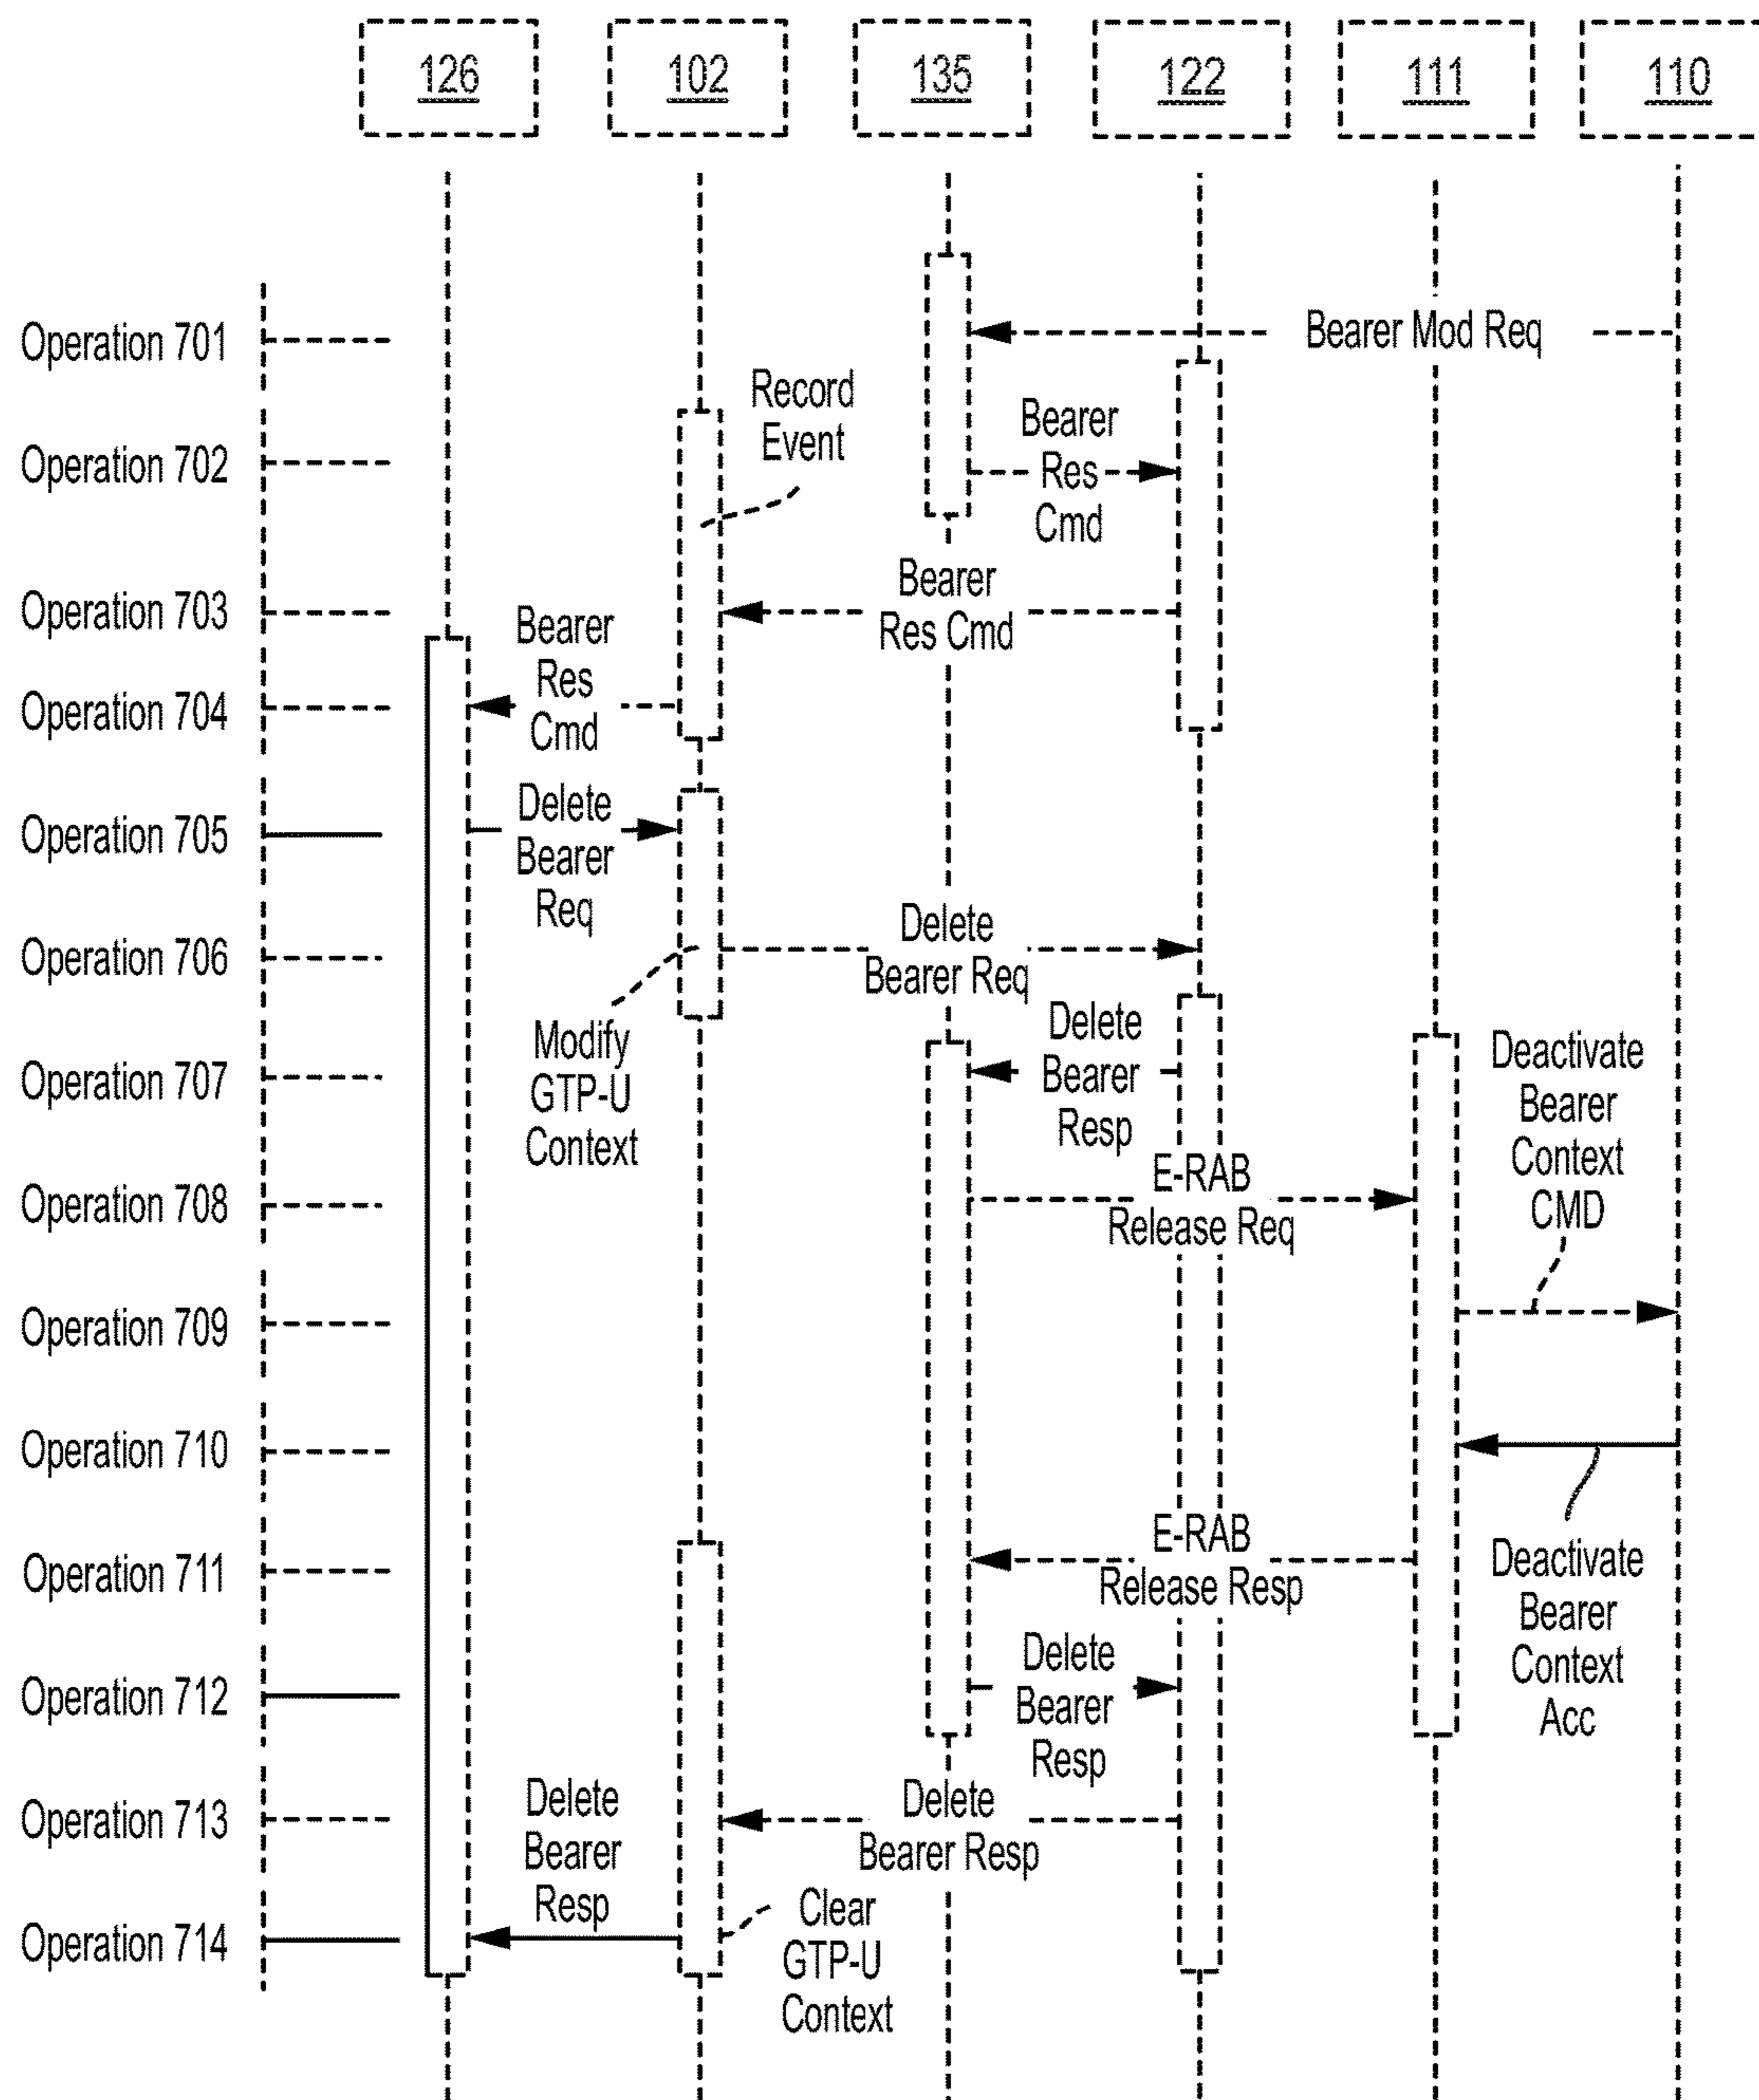 126
102
135
122
111
110
Operation 701
Bearer Mod Req
Record
Event
Operation 702
Bearer
Res
Cmd
Operation 703
Bearer
Res Cmd
Operation 704
Bearer
Res
Cmd
Operation 705
Delete
Bearer
Req
Operation 706
Delete
Bearer Req
Modify
GTP-U
Context
Operation 707
Delete
Bearer
Resp
Deactivate
Bearer
Context
CMD
Operation 708
E-RAB
Release Req
Operation 709
Operation 710
Deactivate
Bearer
Context
Acc
Operation 711
E-RAB
Release Resp
Operation 712
Delete
Bearer
Resp
Operation 713
Delete
Bearer Resp
Operation 714
Delete
Bearer
Resp
Clear
GTP-U
Context